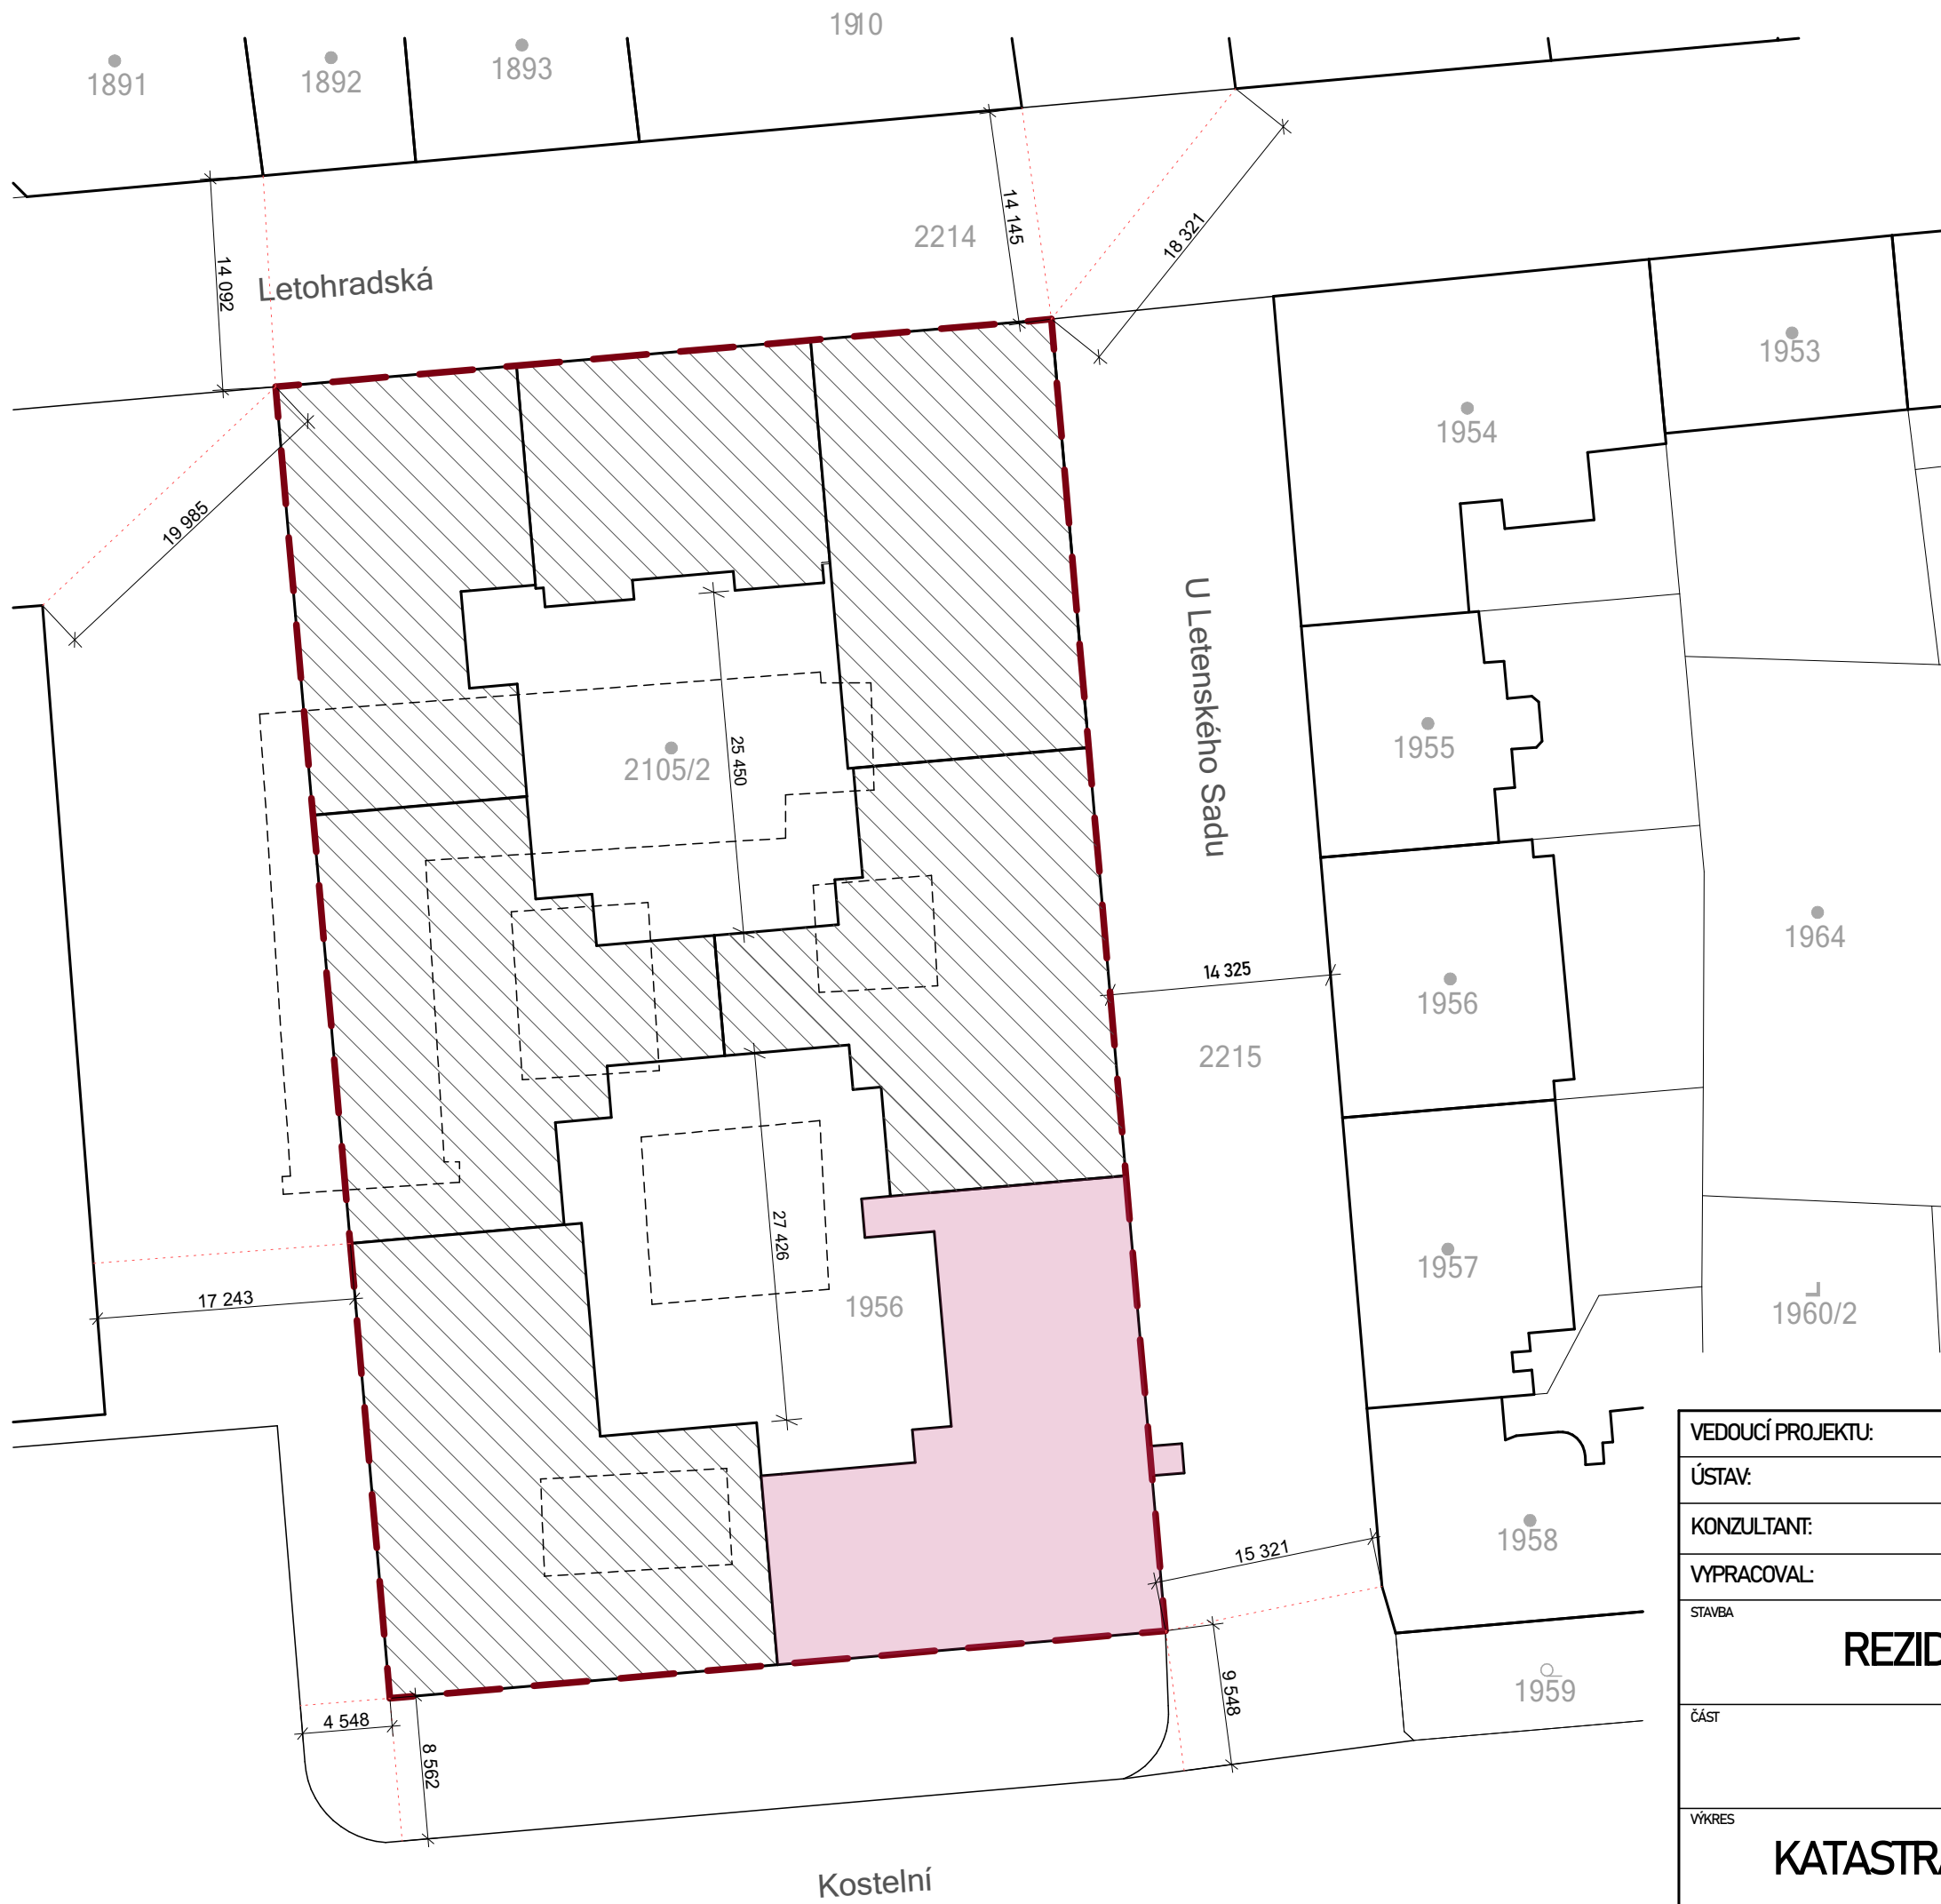 1910
1891
1892
1893
14 145
2214
18 321
14 092
Letohradská
1953
1954
19 985
U Letenského Sadu
25 450
2105/2
1955
1964
14 325
1956
2215
27 426
17 243
1956
1957
1960/2
VEDOUCÍ PROJEKTU:
ÚSTAV:
KONZULTANT:
VYPRACOVAL:
15 321
1958
STAVBA
REZID
9 548
1959
4 548
8 562
ČÁST
VÝKRES
KATASTRA
Kostelní